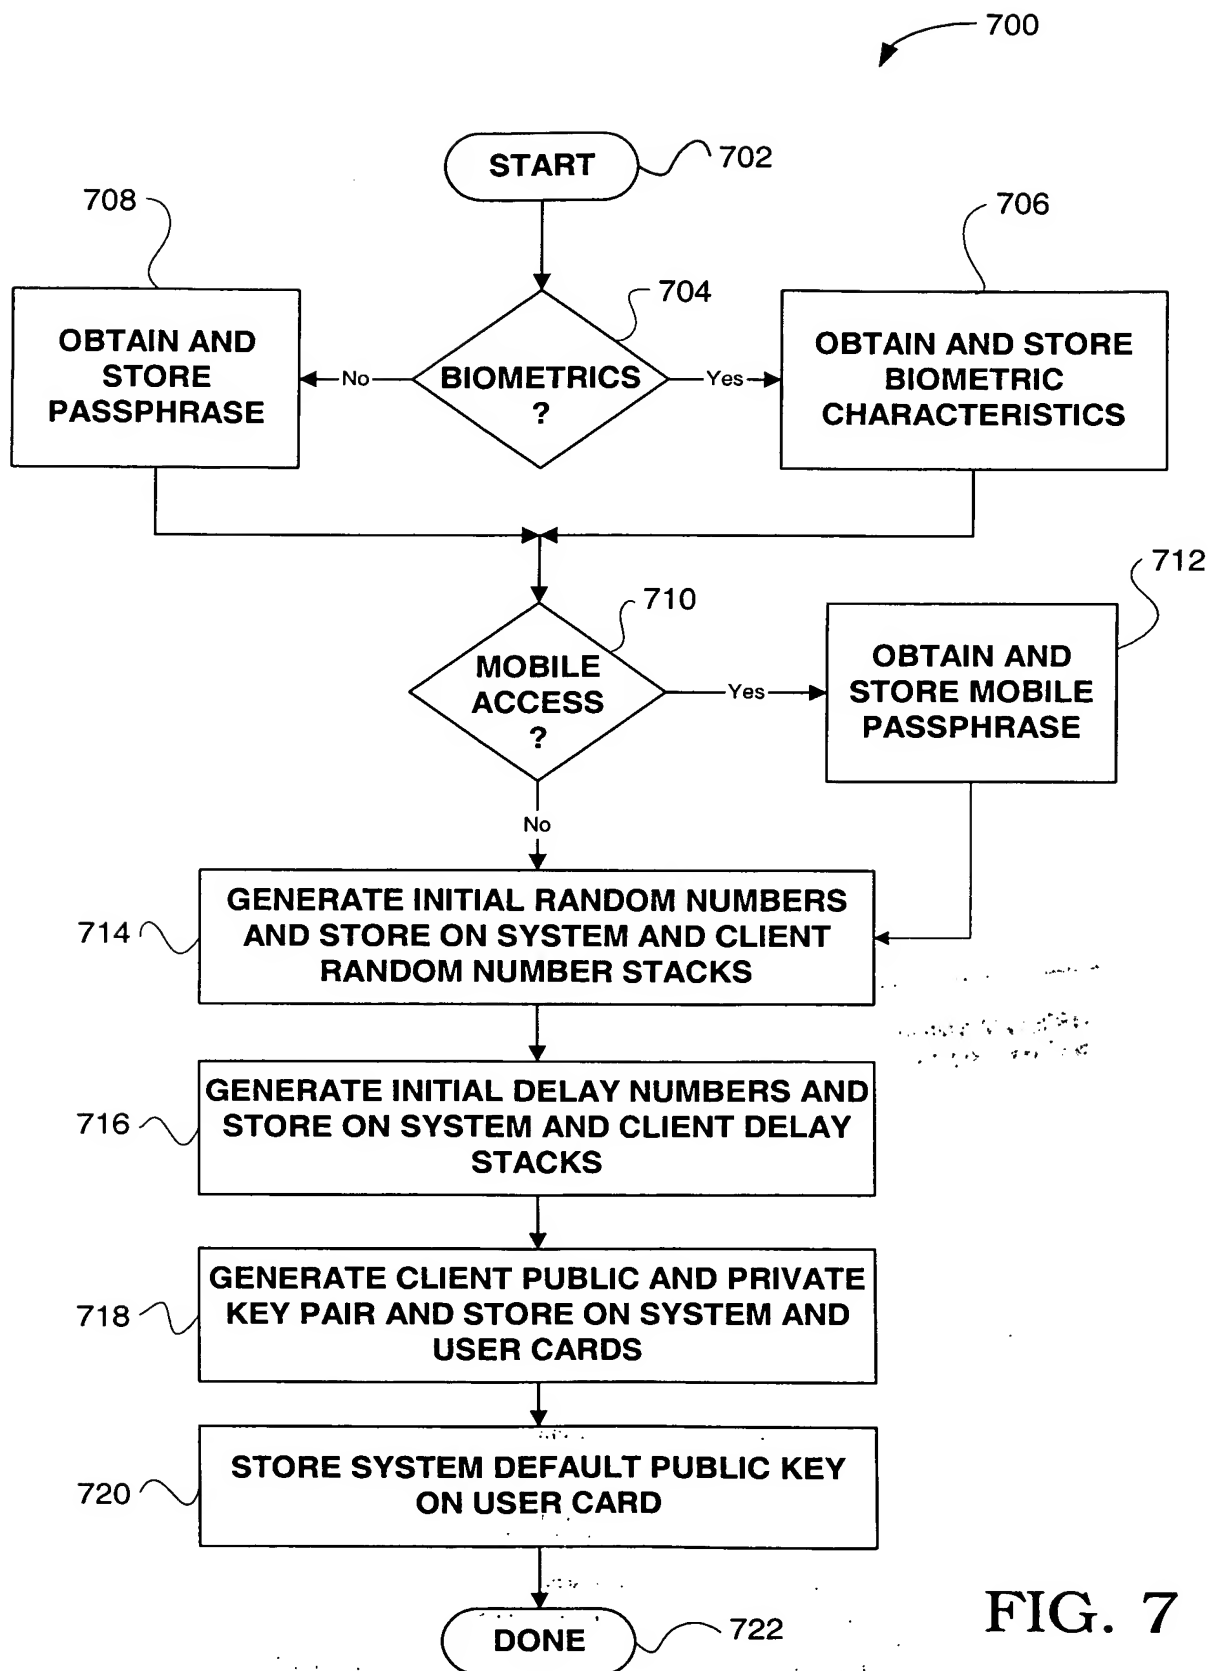 700
START
702
708
706
704
OBTAIN AND
STORE
PASSPHRASE
No
BIOMETRICS
?
Yes
OBTAIN AND STORE
BIOMETRIC
CHARACTERISTICS
710
712
MOBILE
ACCESS
?
Yes
OBTAIN AND
STORE MOBILE
PASSPHRASE
No
714
GENERATE INITIAL RANDOM NUMBERS
AND STORE ON SYSTEM AND CLIENT
RANDOM NUMBER STACKS
716
GENERATE INITIAL DELAY NUMBERS AND
STORE ON SYSTEM AND CLIENT DELAY
STACKS
718
GENERATE CLIENT PUBLIC AND PRIVATE
KEY PAIR AND STORE ON SYSTEM AND
USER CARDS
720
STORE SYSTEM DEFAULT PUBLIC KEY
ON USER CARD
DONE
722
FIG. 7